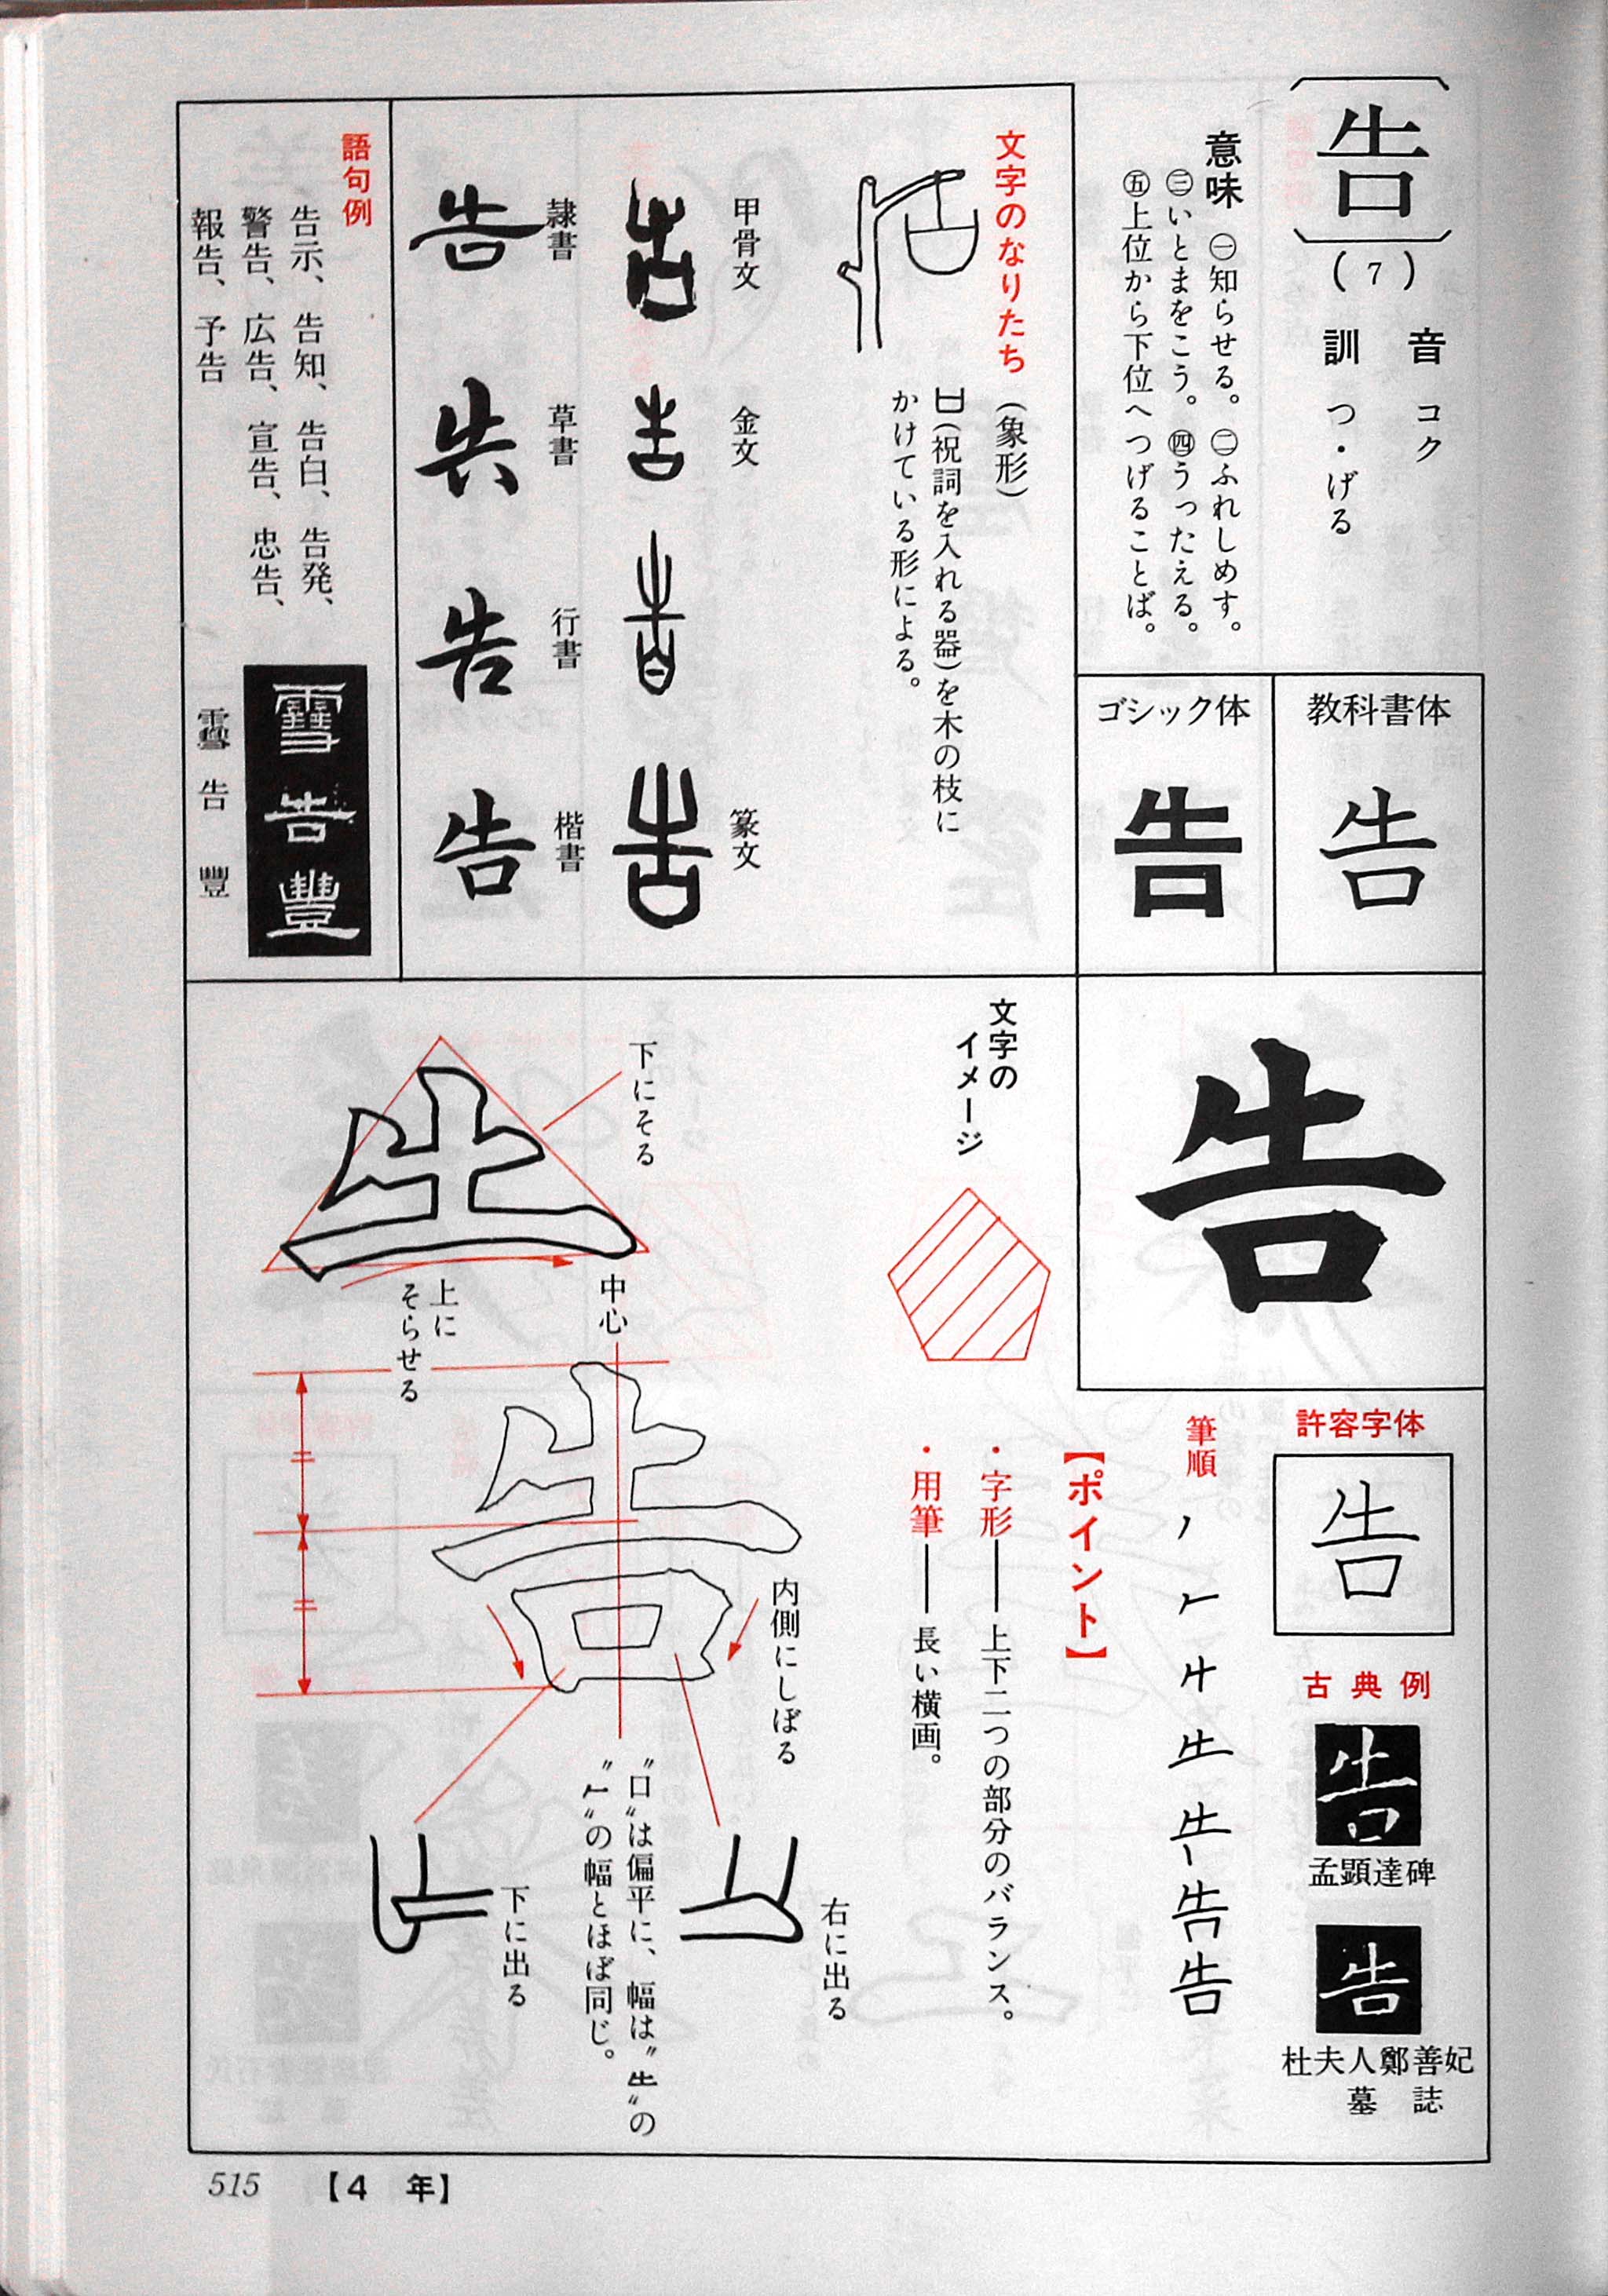 告
(7)
音 コク
訓 つ・げる
意味 ㊀知らせる。㊁ふれしめす。
㊂いとまをこう。㊃うったえる。
㊄上位から下位へつげることば。
教科書体
告
ゴシック体
告
文字のなりたち (象形)
ㅂ(祝詞を入れる器)を木の枝に
かけている形による。
甲骨文 金文 篆文
隷書 草書 行書 楷書
告 告 告 告
語句例
告示、告知、告白、告発、
警告、広告、宣告、忠告、
報告、予告
雪告豐
告 豐
告
許容字体
告
古典例
告
孟顕達碑
告
杜夫人鄭善妃
墓誌
筆順
告
【ポイント】
・字形――上下二つの部分のバランス。
・用筆――長い横画。
文字の
イメージ
下にそる
上に
そらせる
中心
内側にしぼる
右に出る
〝口〟は偏平に、幅は〝⺧〟の
〝𠂉〟の幅とほぼ同じ。
下に出る
515 【4 年】